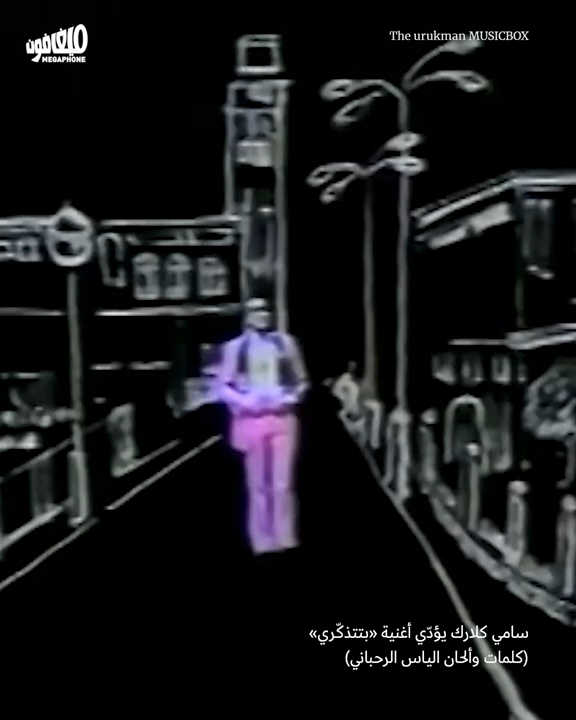 ميغافون
MEGAPHONE
The urukman MUSICBOX
سامي كلارك يؤدّي أغنية «بتتذكّري»
(كلمات وألحان الياس الرحباني)